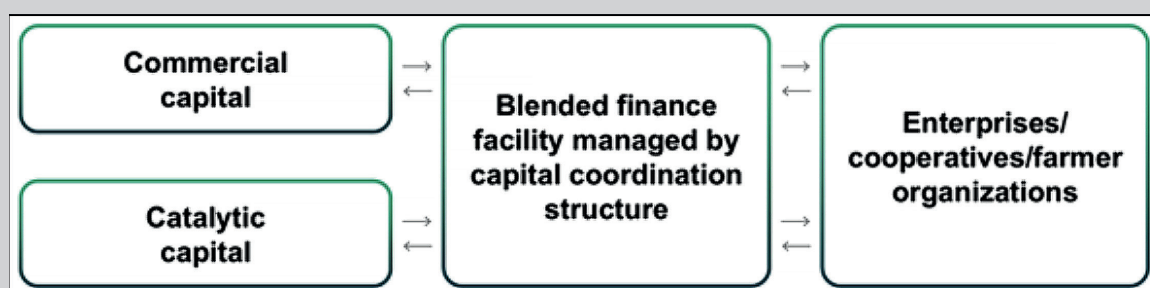 Commercial
capital
Catalytic
capital
Blended finance
facility managed by
capital coordination
structure
Enterprises/
cooperatives/farmer
organizations